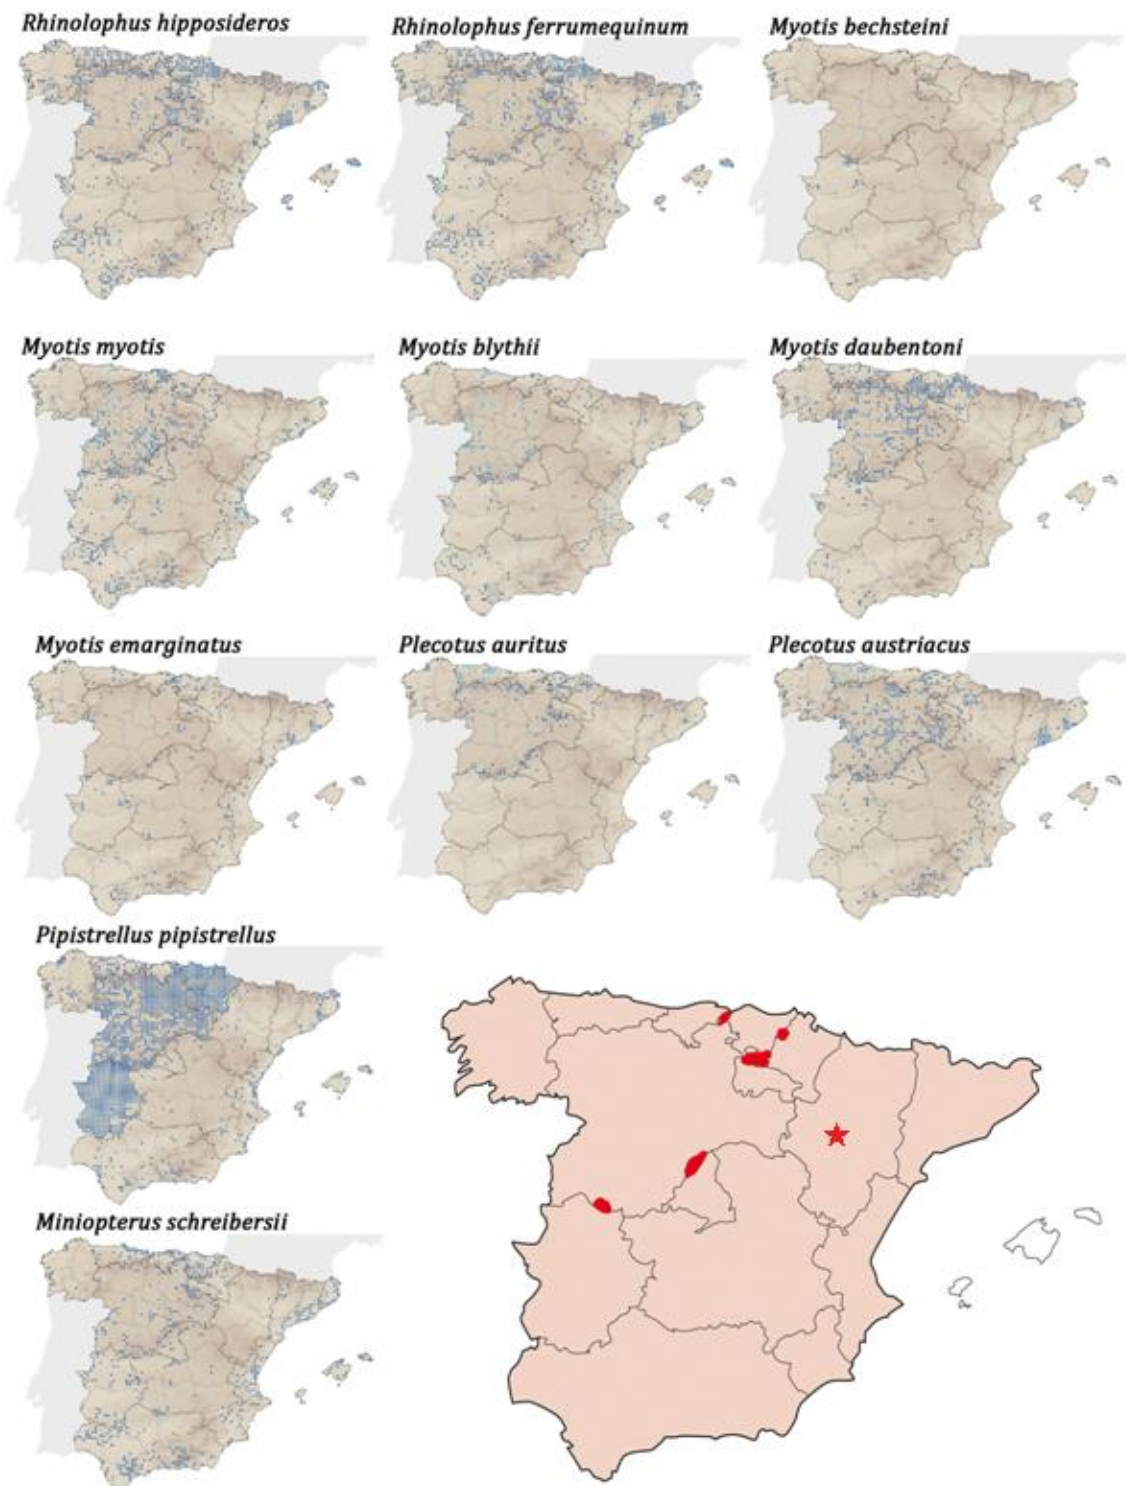 Rhinolophus hipposideros
Rhinolophus ferrumequinum
Myotis bechsteini
Myotis myotis
Myotis blythii
Myotis daubentoni
Myotis emarginatus
Plecotus auritus
Plecotus austriacus
Pipistrellus pipistrellus
Miniopterus schreibersii